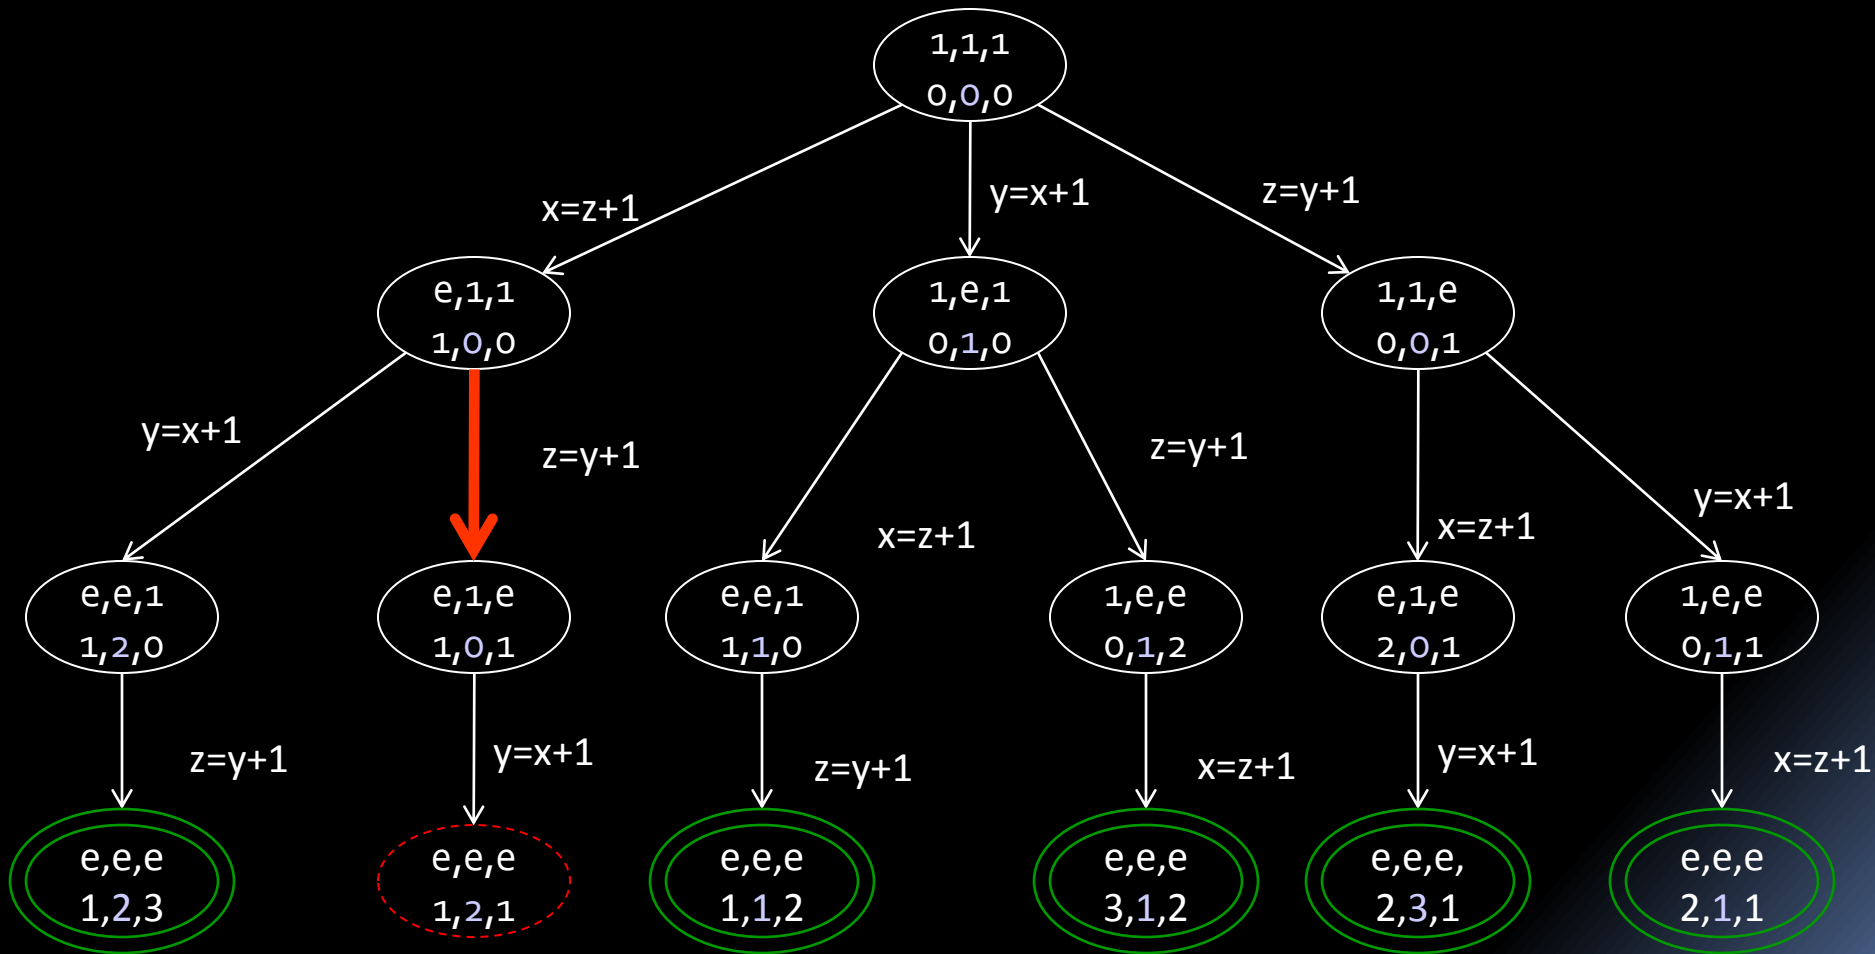 1,1,1
0,0,0
x=z+1
y=x+1
z=y+1
e,1,1
1,0,0
1,e,1
0,1,0
1,1,e
0,0,1
y=x+1
z=y+1
x=z+1
z=y+1
x=z+1
y=x+1
e,e,1
1,2,0
e,1,e
1,0,1
e,e,1
1,1,0
1,e,e
0,1,2
e,1,e
2,0,1
1,e,e
0,1,1
z=y+1
y=x+1
z=y+1
x=z+1
y=x+1
x=z+1
e,e,e
1,2,3
e,e,e
1,2,1
e,e,e
1,1,2
e,e,e
3,1,2
e,e,e,
2,3,1
e,e,e
2,1,1